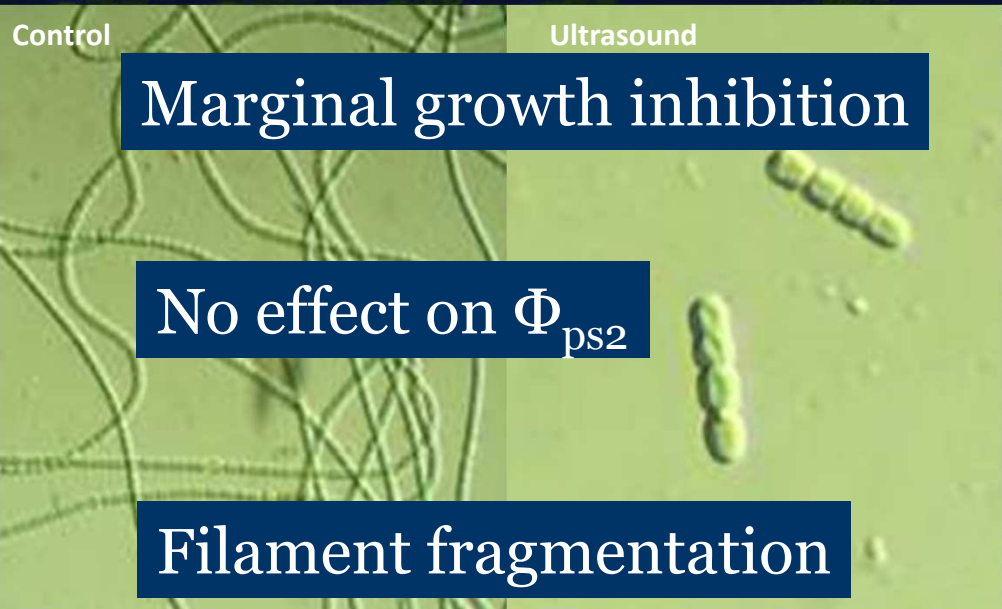 Control
Ultrasound
Marginal growth inhibition
No effect on Φps2
Filament fragmentation